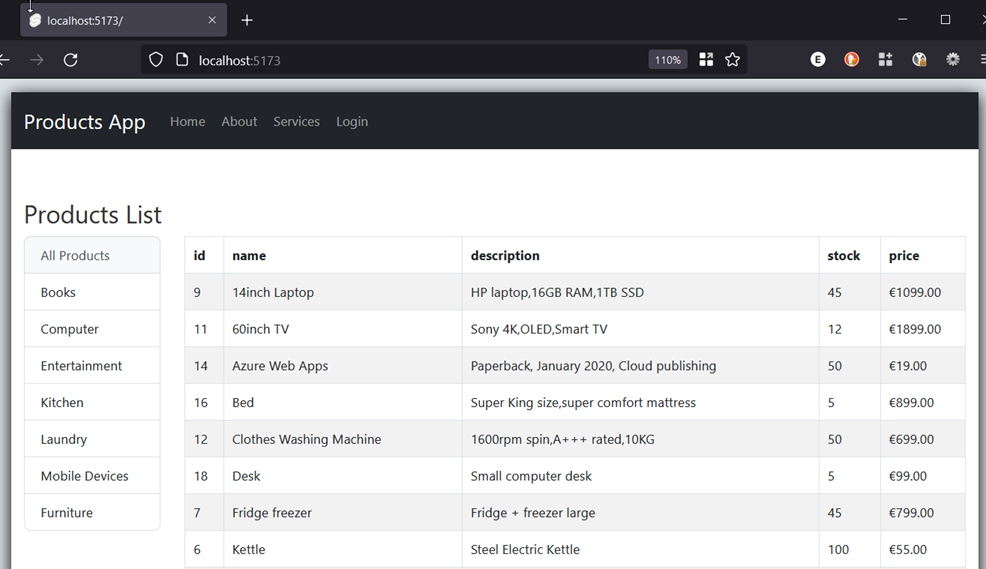 localhost:5173/
localhost:5173
110%
E
Products App Home About Services Login
Products List
All Products
Books
Computer
Entertainment
Kitchen
Laundry
Mobile Devices
Furniture
id name description stock price
9 14inch Laptop HP laptop,16GB RAM,1TB SSD 45 €1099.00
11 60inch TV Sony 4K,OLED,Smart TV 12 €1899.00
14 Azure Web Apps Paperback, January 2020, Cloud publishing 50 €19.00
16 Bed Super King size,super comfort mattress 5 €899.00
12 Clothes Washing Machine 1600rpm spin,A+++ rated,10KG 50 €699.00
18 Desk Small computer desk 5 €99.00
7 Fridge freezer Fridge + freezer large 45 €799.00
6 Kettle Steel Electric Kettle 100 €55.00